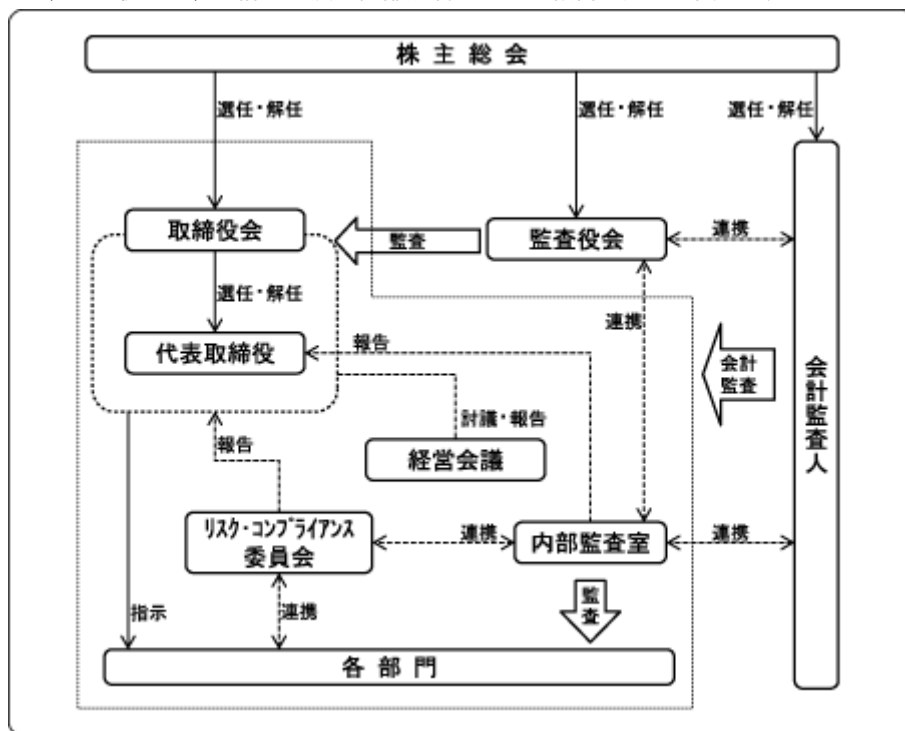 株主総会
選任・解任
選任・解任
選任・解任
取締役会
監査
監査役会
連携
選任・解任
連携
代表取締役
報告
会計
監査
会計監査人
討議・報告
報告
経営会議
リスク・コンプライアンス
委員会
連携
内部監査室
連携
指示
連携
監査
各部門